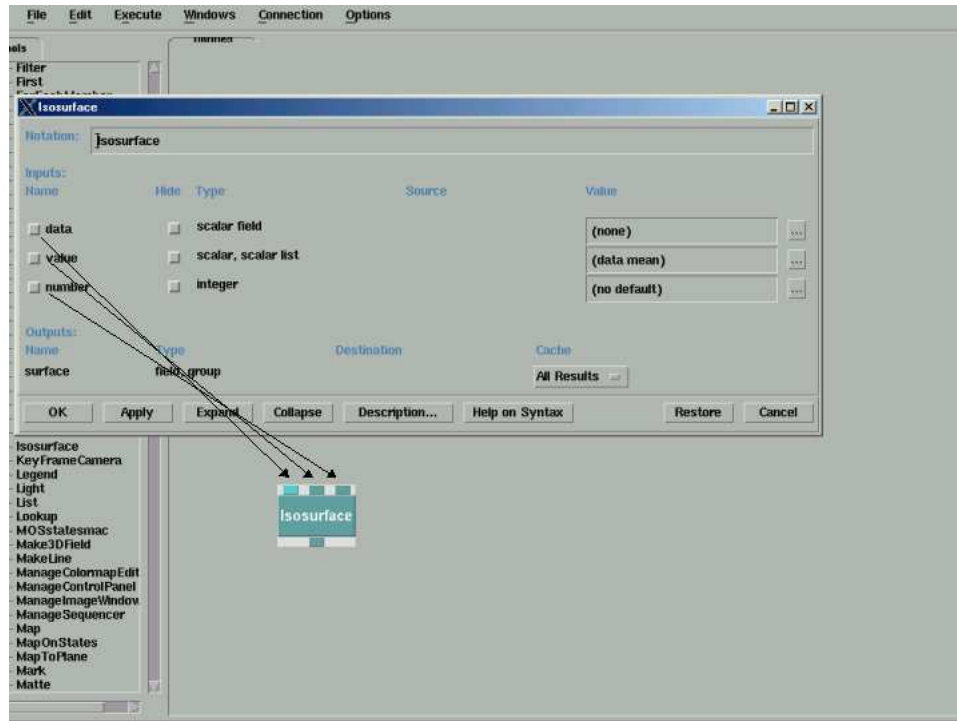 File Edit Execute Windows Connection Options
Filter
First
Isosurface
Notation: Isosurface
Inputs:
Name Hide Type Source Value
data scalar field (none) ...
value scalar, scalar list (data mean) ...
number integer (no default) ...
Outputs:
Name Type Destination Cache
surface field, group All Results
OK Apply Expand Collapse Description... Help on Syntax Restore Cancel
Isosurface
KeyFrameCamera
Legend
Light
List
Lookup
MOSstatesmac
Make3DField
MakeLine
ManageColormapEdit
ManageControlPanel
ManageImageWindow
ManageSequencer
Map
MapOnStates
MapToPlane
Mark
Matte
Isosurface